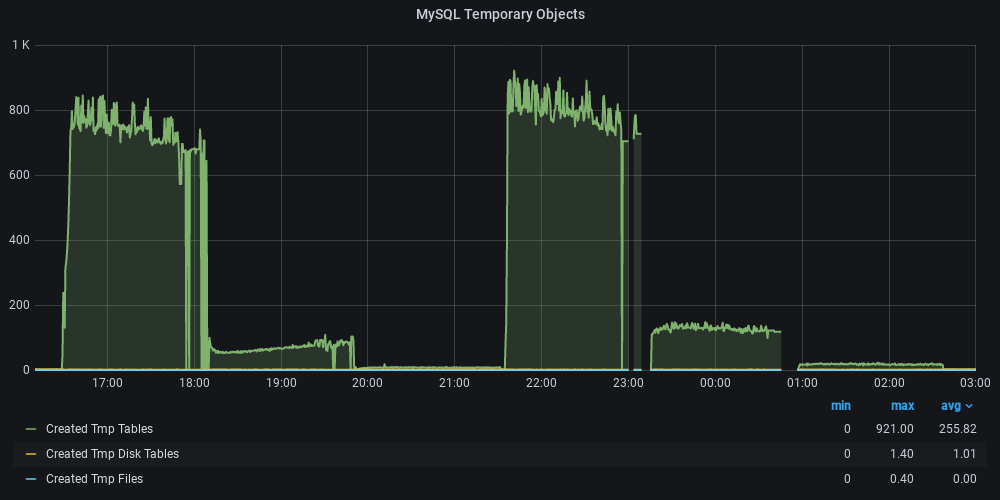 MySQL Temporary Objects
1 K
800
600
400
200
0
17:00 18:00 19:00 20:00 21:00 22:00 23:00 00:00 01:00 02:00 03:00
min max avg
Created Tmp Tables 0 921.00 255.82
Created Tmp Disk Tables 0 1.40 1.01
Created Tmp Files 0 0.40 0.00